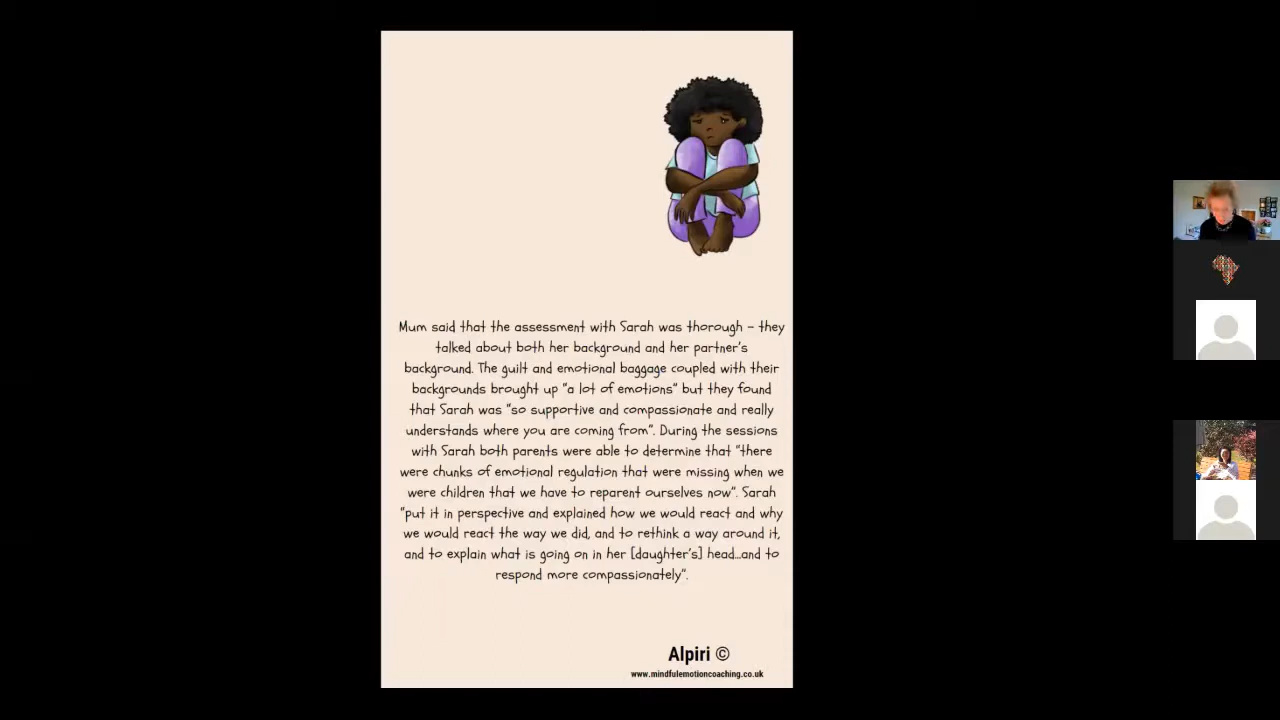 Mum said that the assessment with Sarah was thorough – they
talked about both her background and her partner's
background. The guilt and emotional baggage coupled with their
backgrounds brought up "a lot of emotions" but they found
that Sarah was "so supportive and compassionate and really
understands where you are coming from". During the sessions
with Sarah both parents were able to determine that "there
were chunks of emotional regulation that were missing when we
were children that we have to reparent ourselves now". Sarah
"put it in perspective and explained how we would react and why
we would react the way we did, and to rethink a way around it,
and to explain what is going on in her [daughter's] head...and to
respond more compassionately".
Alpiri ©
www.mindfulemotioncoaching.co.uk